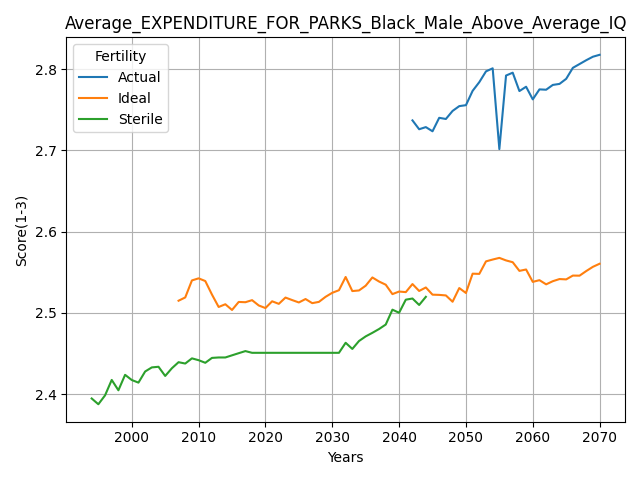 Average_EXPENDITURE_FOR_PARKS_Black_Male_Above_Average_IQ
Fertility
Actual
Ideal
Sterile
Score(1-3)
2.8
2.7
2.6
2.5
2.4
2000 2010 2020 2030 2040 2050 2060 2070
Years